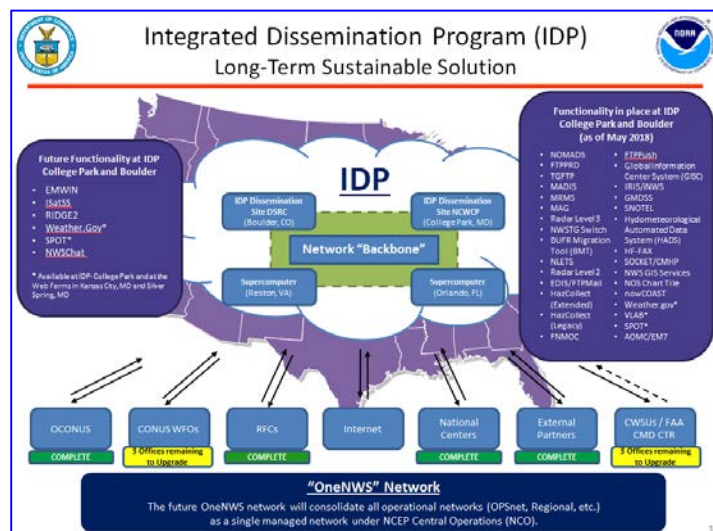 Integrated Dissemination Program (IDP)
Long-Term Sustainable Solution
Future Functionality at IDP
College Park and Boulder
• EMWIN
• ISatSS
• RIDGE2
• Weather.Gov*
• SPOT*
• NWSChat
* Available at IDP- College Park and at the
Web Farms in Kansas City, MD and Silver
Spring, MD
IDP
IDP Dissemination
Site DSRC
(Boulder, CO)
IDP Dissemination
Site NCWCP
(College Park, MD)
Network "Backbone"
Supercomputer
(Reston, VA)
Supercomputer
(Orlando, FL)
Functionality in place at IDP
College Park and Boulder
(as of May 2018)
• NOMADS
• FTPPRD
• TGFTP
• MADIS
• MRMS
• MAG
• Radar Level 3
• NWSTG Switch
• BUFR Migration
Tool (BMT)
• NLETS
• Radar Level 2
• EDIS/FTPMail
• HazCollect
(Extended)
• HazCollect
(Legacy)
• FNMOC
• FTPPush
• Global Information
Center System (GISC)
• IRIS/iNWS
• GMDSS
• SNOTEL
• Hydometeorological
Automated Data
System (HADS)
• HF-FAX
• SOCKET/CMHP
• NWS GIS Services
• NOS Chart Tile
• nowCOAST
• Weather.gov*
• VLAB*
• SPOT*
• AOMC/EM7
OCONUS
COMPLETE
CONUS WFOs
3 Offices remaining
to Upgrade
RFCs
COMPLETE
Internet
National
Centers
COMPLETE
External
Partners
COMPLETE
CWSUs / FAA
CMD CTR
3 Offices remaining
to Upgrade
"OneNWS" Network
The future OneNWS network will consolidate all operational networks (OPSnet, Regional, etc.)
as a single managed network under NCEP Central Operations (NCO).